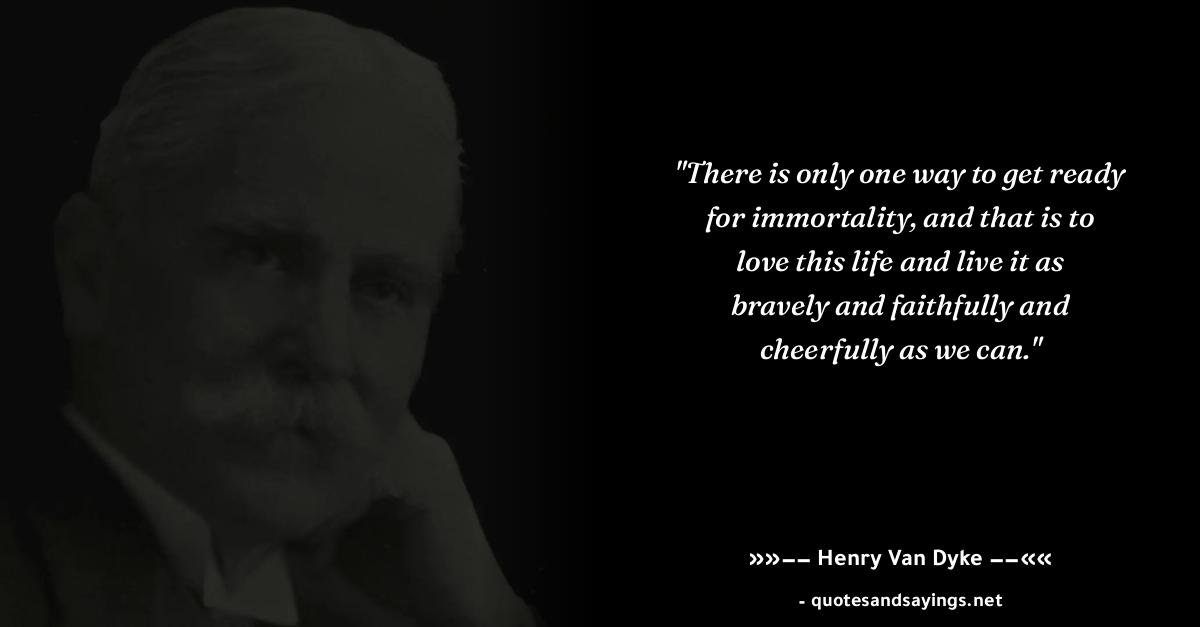 "There is only one way to get ready
for immortality, and that is to
love this life and live it as
bravely and faithfully and
cheerfully as we can."
»»−− Henry Van Dyke −−««
- quotesandsayings.net